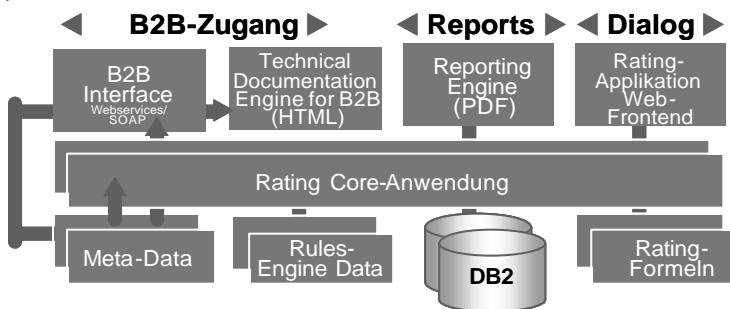 B2B-Zugang
Reports
Dialog
B2B
Interface
Webservices/
SOAP
Technical
Documentation
Engine for B2B
(HTML)
Reporting
Engine
(PDF)
Rating-
Applikation
Web-
Frontend
Rating Core-Anwendung
Meta-Data
Rules-
Engine Data
DB2
Rating-
Formeln